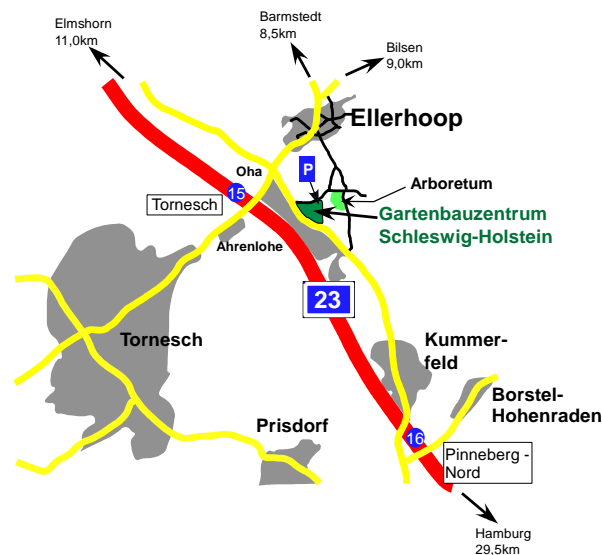 Elmshorn
11,0km
Barmstedt
8,5km
Bilsen
9,0km
Ellerhoop
Oha
P
15
Tornesch
Arboretum
Gartenbauzentrum
Schleswig-Holstein
Ahrenlohe
23
Tornesch
Kummer-
feld
Borstel-
Hohenraden
Prisdorf
16
Pinneberg -
Nord
Hamburg
29,5km